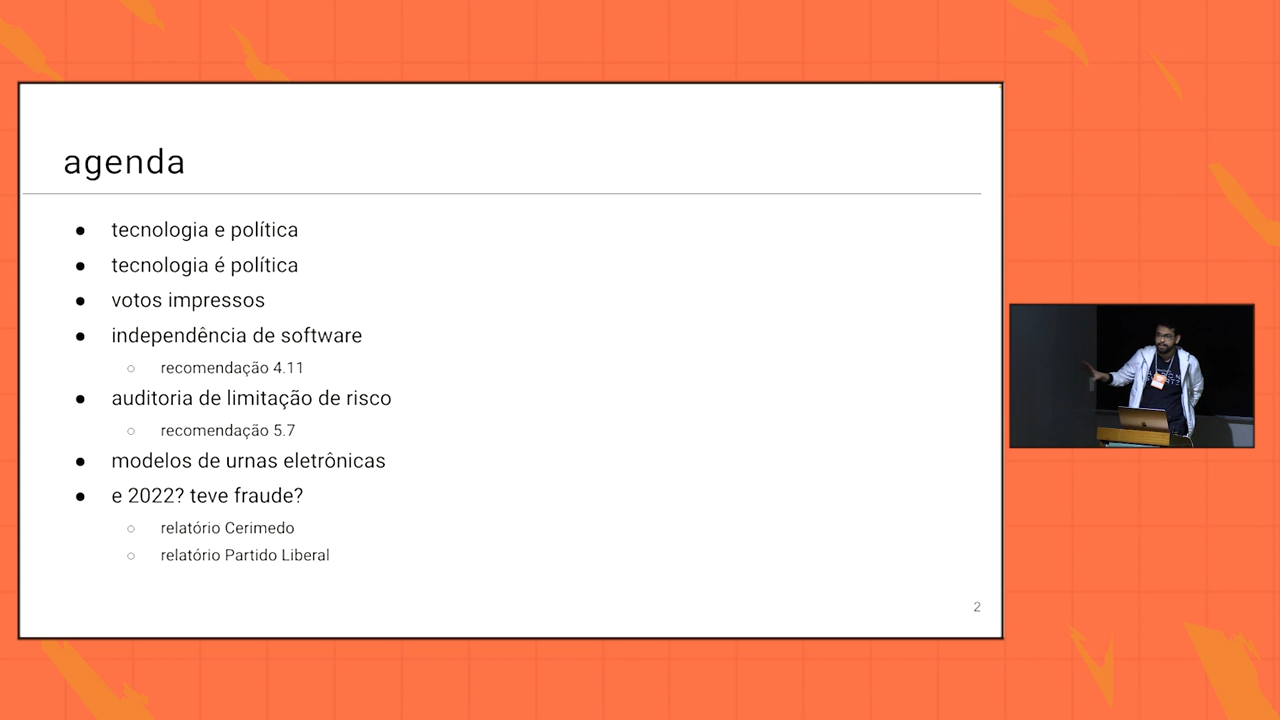 agenda
● tecnologia e política
● tecnologia é política
● votos impressos
● independência de software
○ recomendação 4.11
● auditoria de limitação de risco
○ recomendação 5.7
● modelos de urnas eletrônicas
● e 2022? teve fraude?
○ relatório Cerimedo
○ relatório Partido Liberal
2